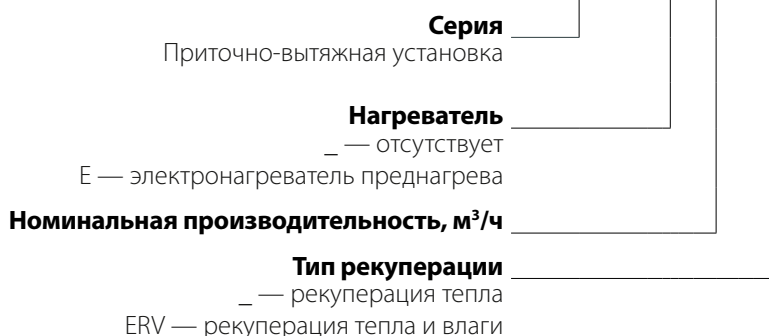 Серия
Приточно-вытяжная установка
Нагреватель
_ — отсутствует
Е — электронагреватель преднагрева
Номинальная производительность, м³/ч
Тип рекуперации
_ — рекуперация тепла
ERV — рекуперация тепла и влаги